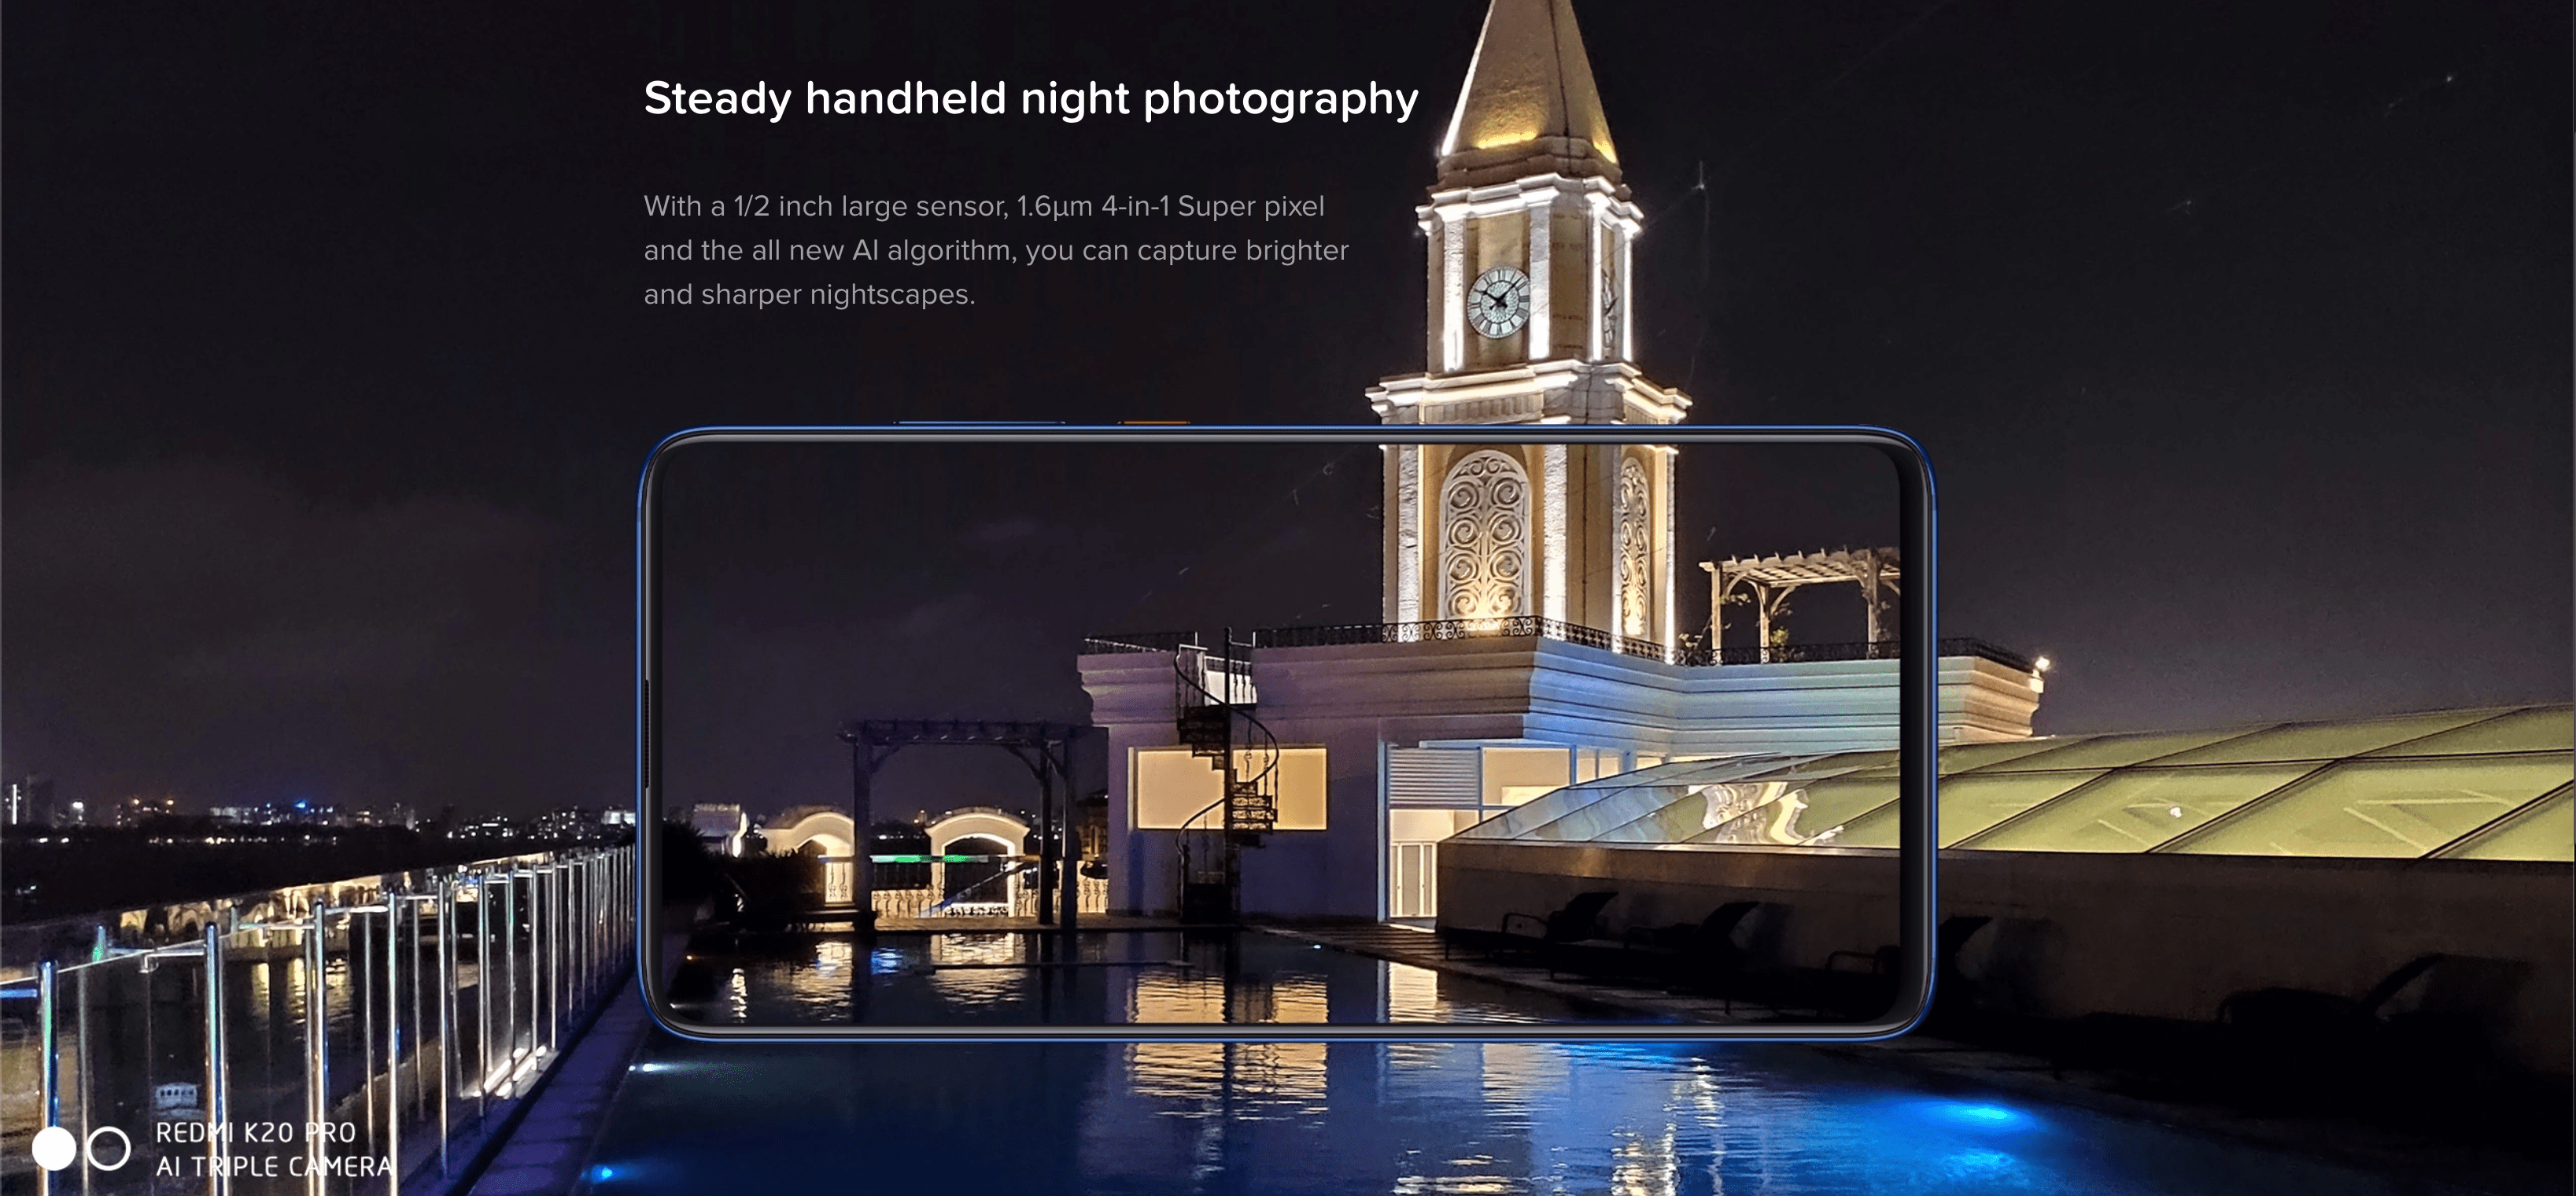 Steady handheld night photography
With a 1/2 inch large sensor, 1.6μm 4-in-1 Super pixel
and the all new AI algorithm, you can capture brighter
and sharper nightscapes.
REDMI K20 PRO
AI TRIPLE CAMERA